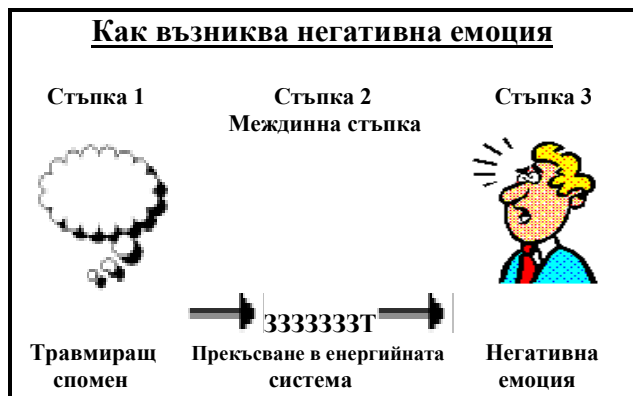 Как възниква негативна емоция
Стъпка 1
Стъпка 2
Междинна стъпка
Стъпка 3
ЗЗЗЗЗЗЗТ
Травмиращ
спомен
Прекъсване в енергийната
система
Негативна
емоция